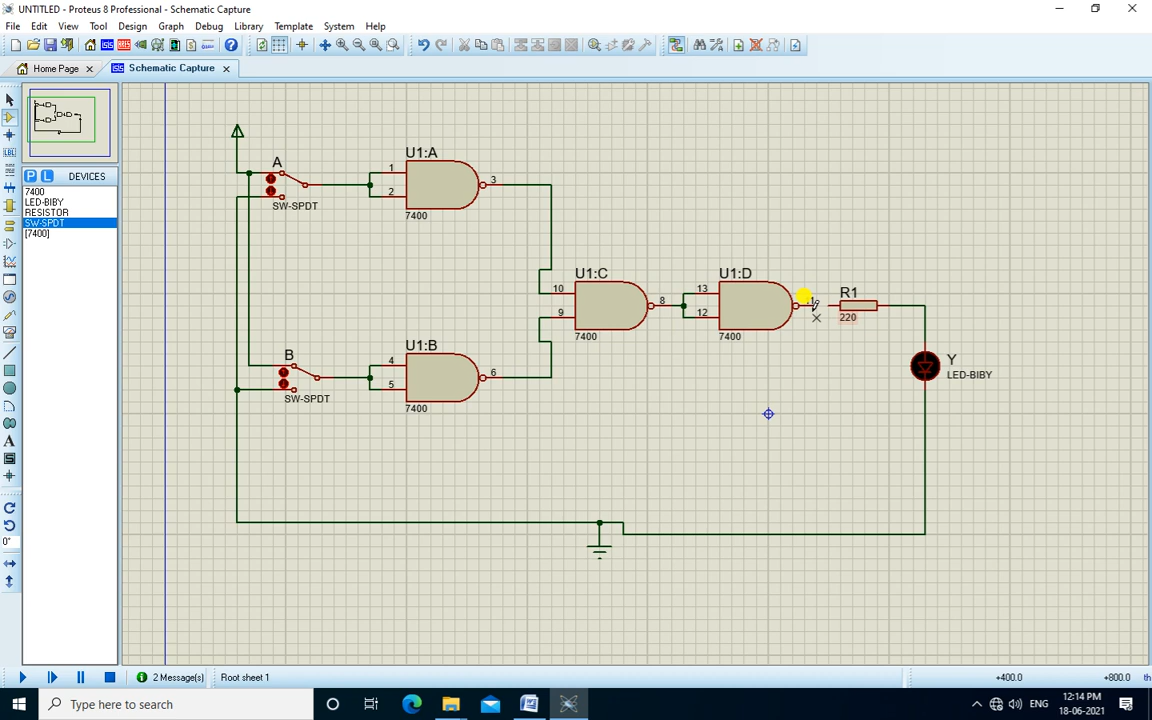 UNTITLED - Proteus 8 Professional - Schematic Capture
File Edit View Tool Design Graph Debug Library Template System Help
Home Page
Schematic Capture
P L DEVICES
7400
LED-BIBY
RESISTOR
SW-SPDT
[7400]
LBL
A
0°
U1:A
A
1
2
3
SW-SPDT
7400
U1:C
U1:D
R1
10
9
8
13
12
220
7400
7400
U1:B
B
4
5
6
Y
LED-BIBY
SW-SPDT
7400
2 Message(s)
Root sheet 1
+400.0
+800.0
th
Type here to search
ENG
12:14 PM
18-06-2021